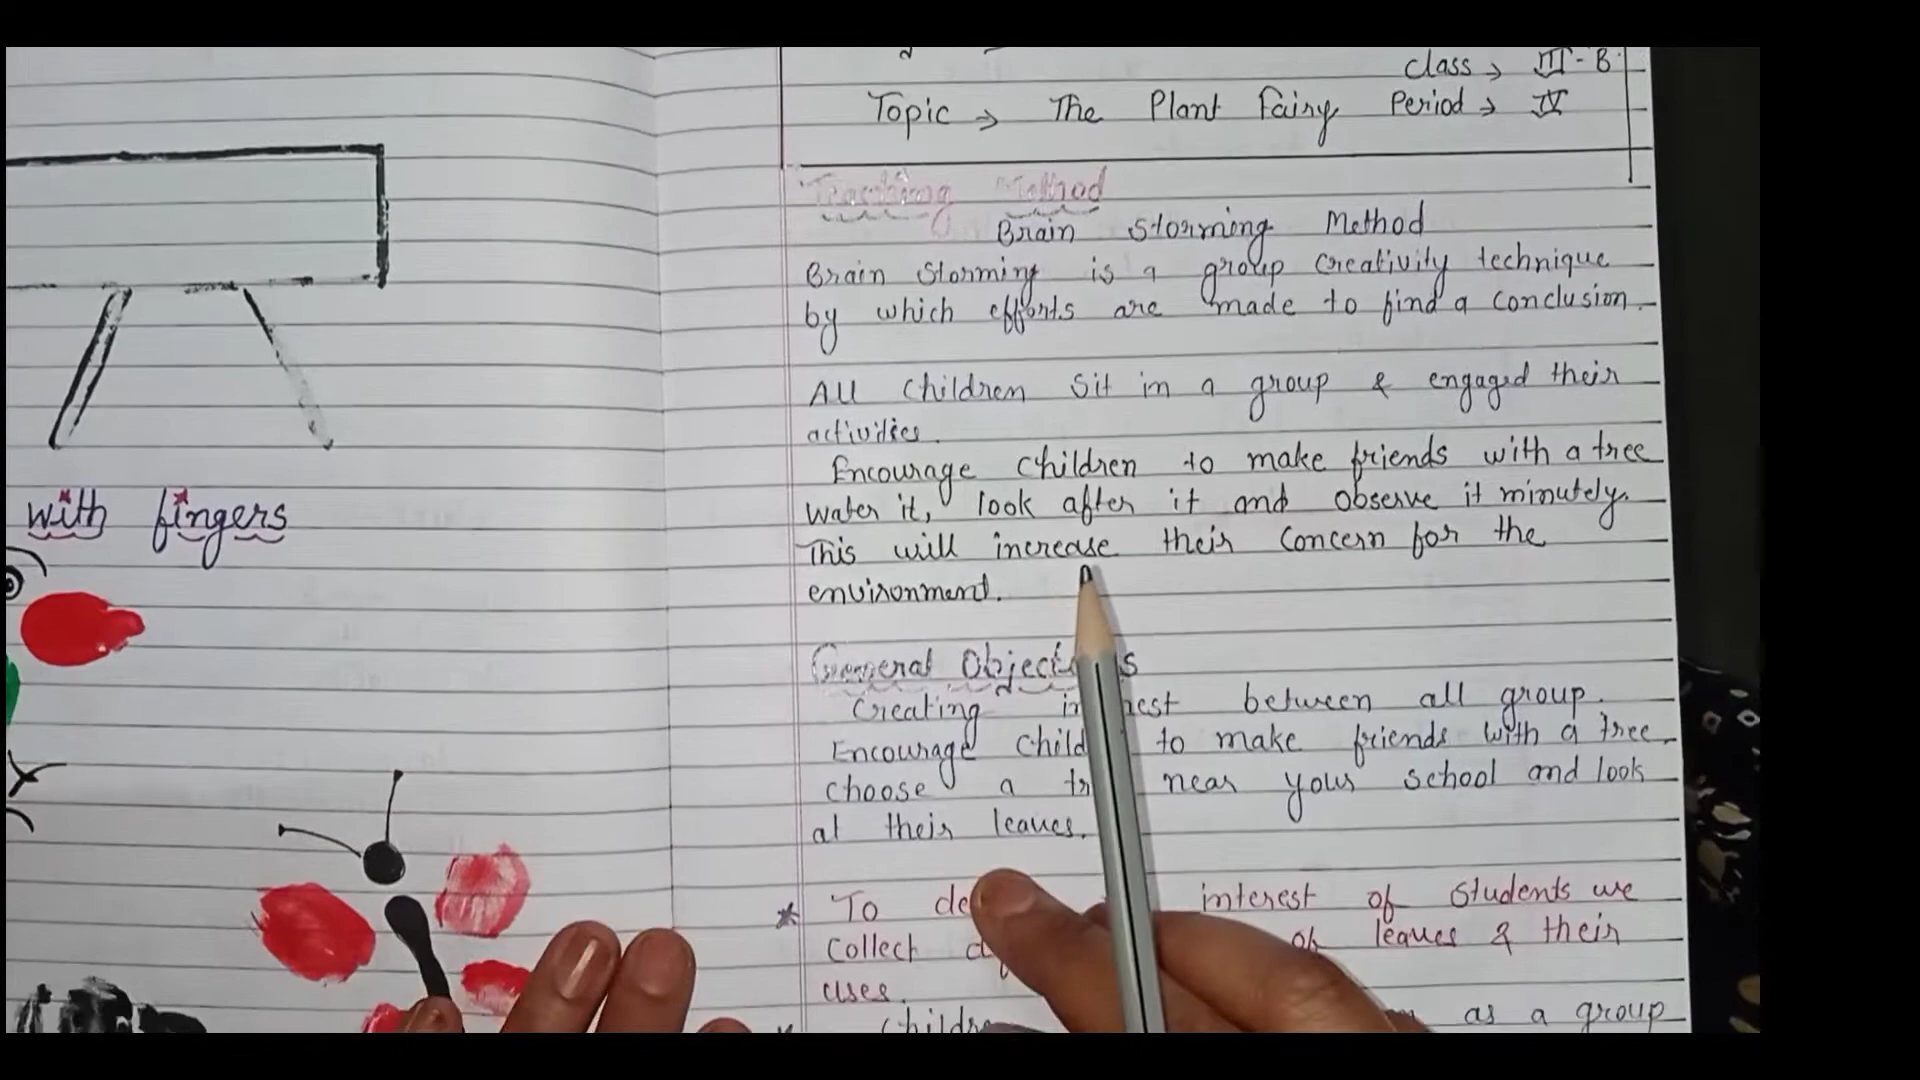 with fingers
class → III - B
Topic → The Plant Fairy Period → IV
Teaching Method
Brain Storming Method
Brain Storming is a group creativity technique
by which efforts are made to find a conclusion.
All children sit in a group & engaged their
activities.
Encourage children to make friends with a tree
water it, look after it and observe it minutely.
This will increase their concern for the
environment.
General
Creating between all group.
Encourage to make friends with a tree.
choose a near your school and look
at their leaves.
* To interest of students we
Collect of leaves & their
uses.
as a group